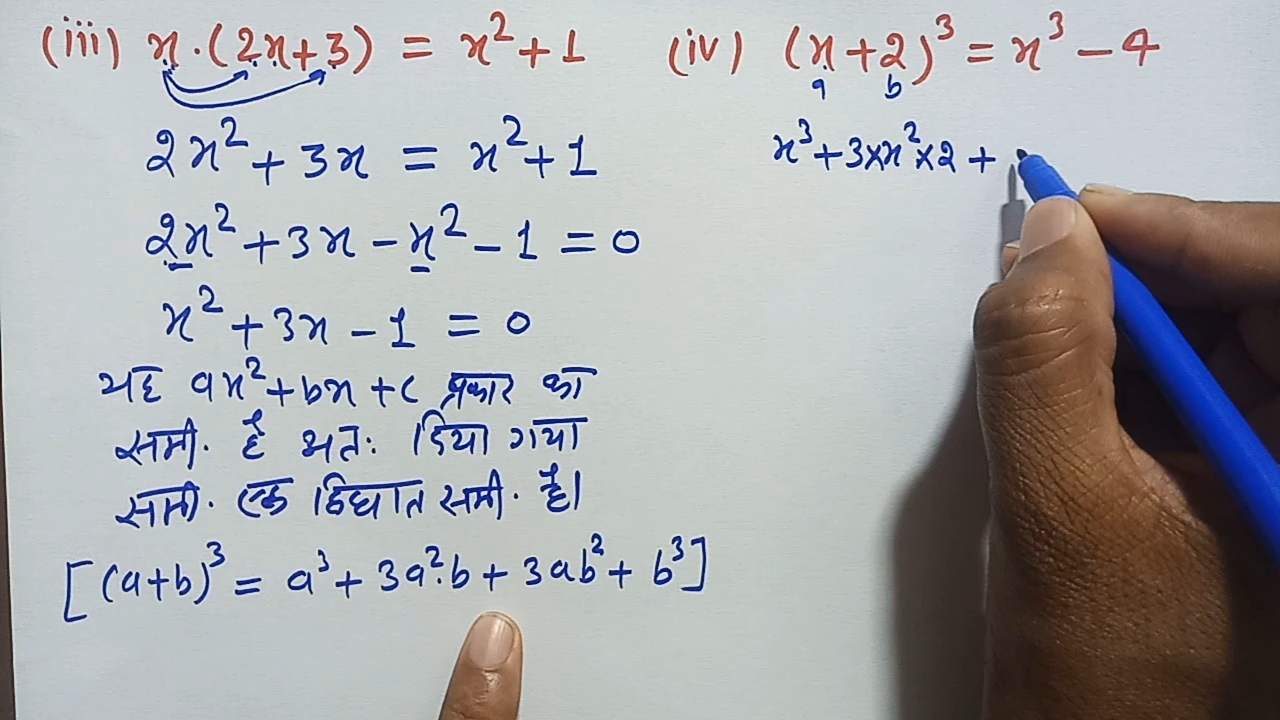 (iii) x·(2x+3) = x²+1
2x²+3x = x²+1
2x²+3x-x²-1 = 0
x²+3x-1 = 0
यह ax²+bx+c प्रकार का
समी. है अतः दिया गया
समी. एक द्विघात समी. है।
[(a+b)³ = a³+3a²·b+3ab²+b³]
(iv) (x+2)³ = x³-4
a b
x³+3×x²×2+